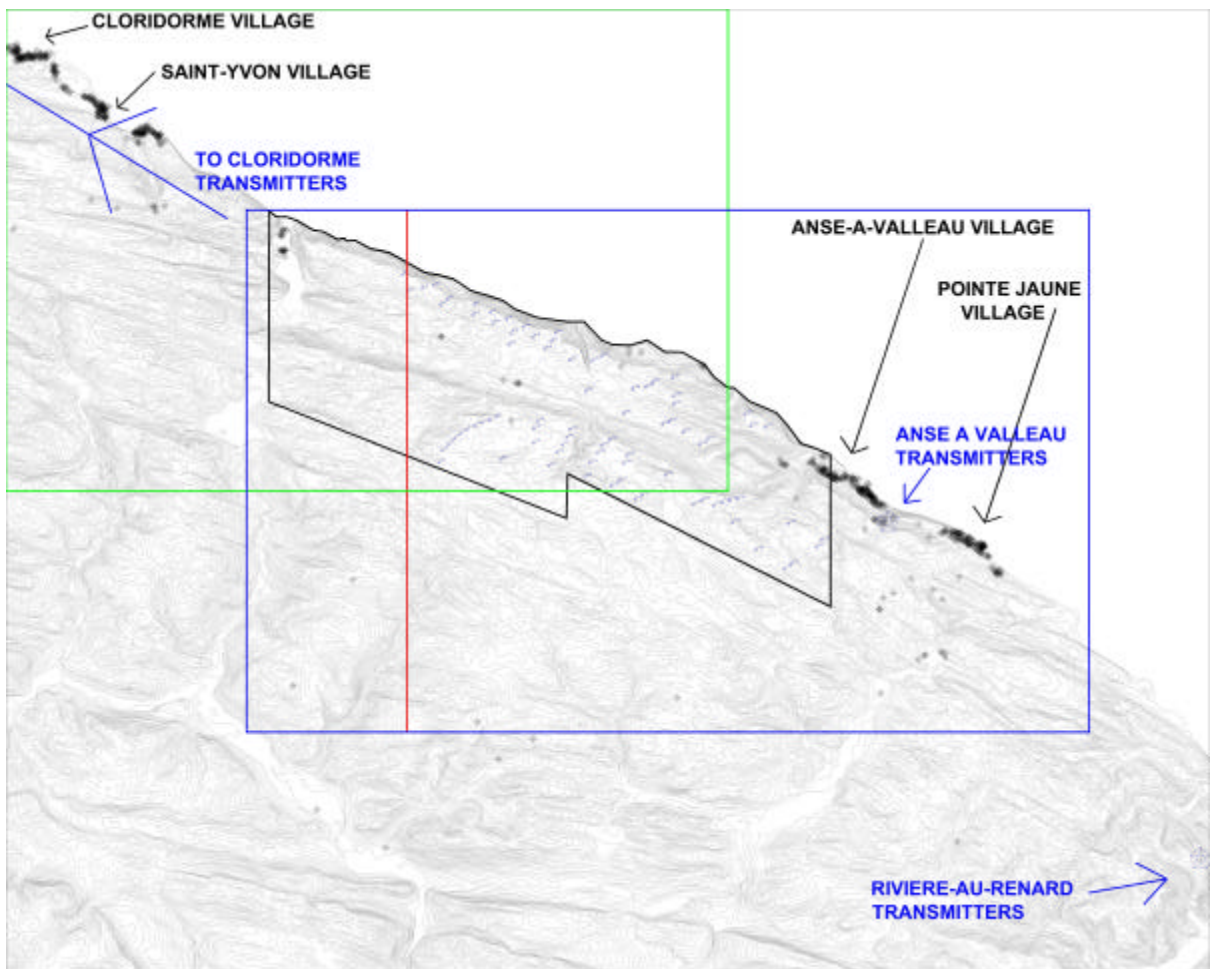 CLORIDORME VILLAGE
SAINT-YVON VILLAGE
TO CLORIDORME
TRANSMITTERS
ANSE-A-VALLEAU VILLAGE
POINTE JAUNE
VILLAGE
ANSE A VALLEAU
TRANSMITTERS
RIVIERE-AU-RENARD
TRANSMITTERS